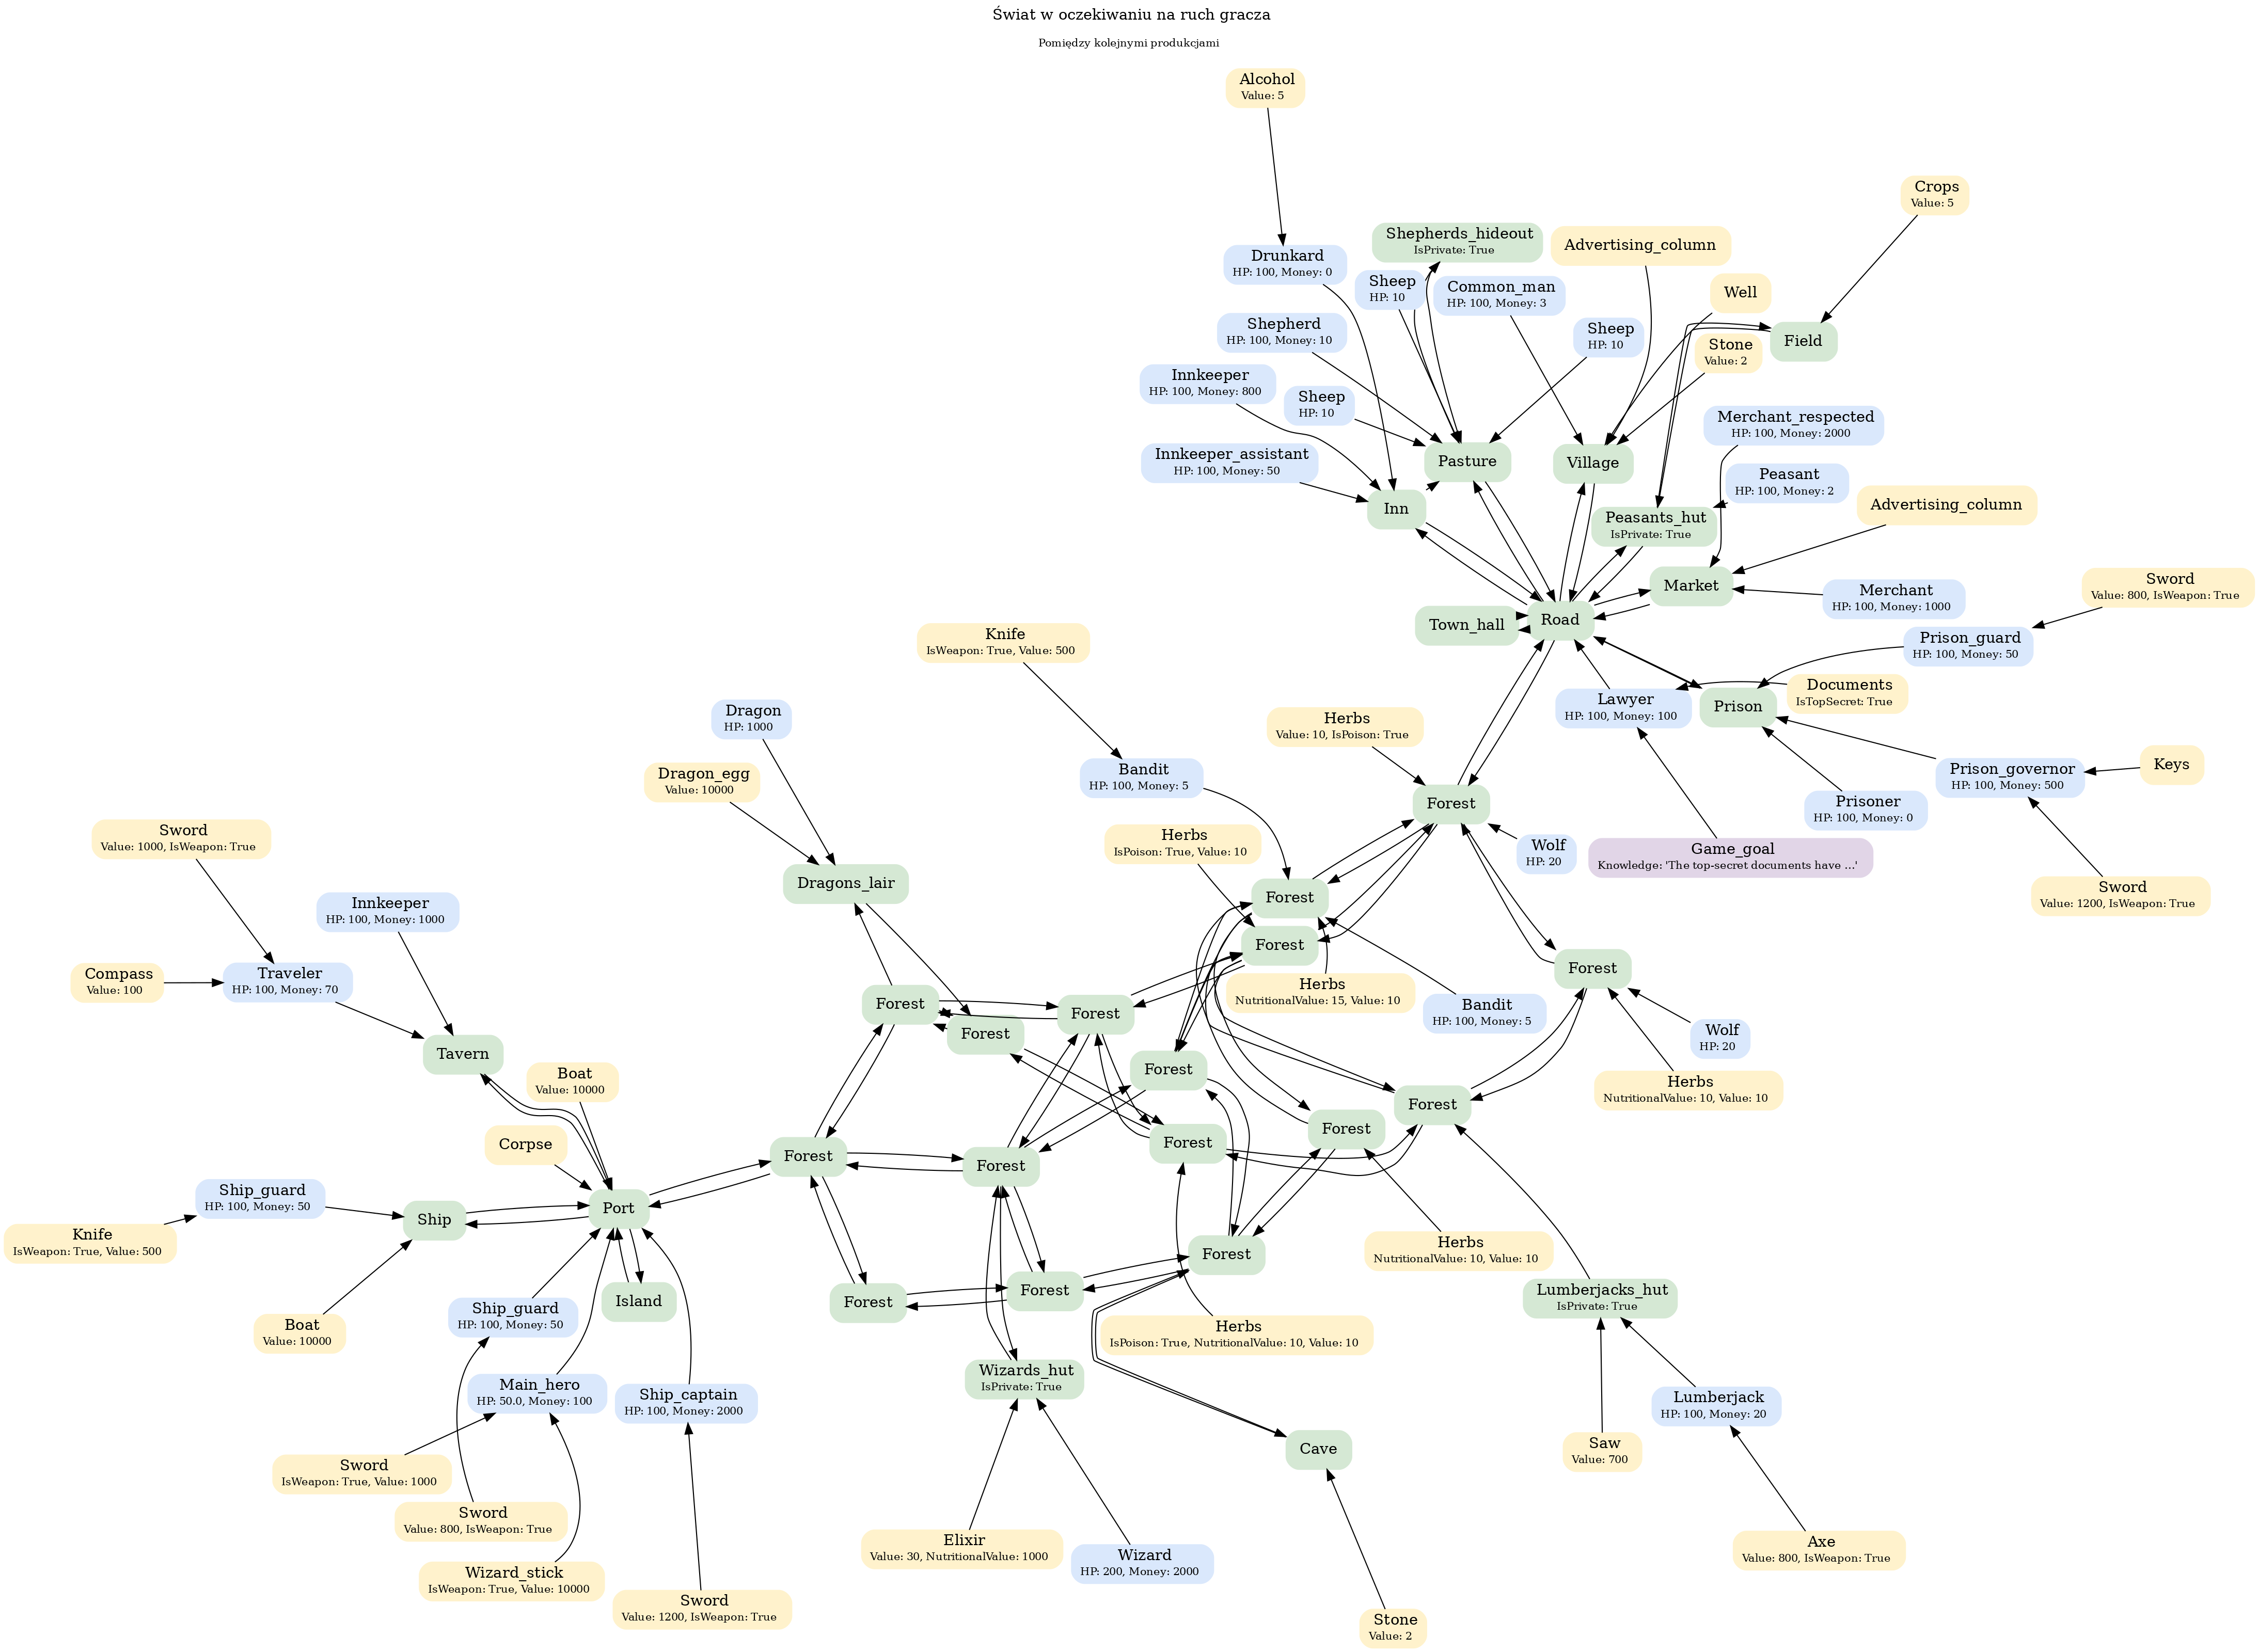 Świat w oczekiwaniu na ruch gracza
Pomiędzy kolejnymi produkcjami
Alcohol
Value: 5
Crops
Value: 5
Shepherds_hideout
IsPrivate: True
Advertising_column
Drunkard
HP: 100, Money: 0
Sheep
HP: 10
Common_man
HP: 100, Money: 3
Well
Shepherd
HP: 100, Money: 10
Sheep
HP: 10
Field
Stone
Value: 2
Innkeeper
HP: 100, Money: 800
Sheep
HP: 10
Merchant_respected
HP: 100, Money: 2000
Innkeeper_assistant
HP: 100, Money: 50
Pasture
Village
Peasant
HP: 100, Money: 2
Inn
Peasants_hut
IsPrivate: True
Advertising_column
Market
Merchant
HP: 100, Money: 1000
Sword
Value: 800, IsWeapon: True
Town_hall
Road
Knife
IsWeapon: True, Value: 500
Prison_guard
HP: 100, Money: 50
Dragon
HP: 1000
Herbs
Value: 10, IsPoison: True
Lawyer
HP: 100, Money: 100
Prison
Documents
IsTopSecret: True
Dragon_egg
Value: 10000
Bandit
HP: 100, Money: 5
Prison_governor
HP: 100, Money: 500
Keys
Forest
Prisoner
HP: 100, Money: 0
Sword
Value: 1000, IsWeapon: True
Herbs
IsPoison: True, Value: 10
Wolf
HP: 20
Game_goal
Knowledge: 'The top-secret documents have ...'
Dragons_lair
Innkeeper
HP: 100, Money: 1000
Forest
Sword
Value: 1200, IsWeapon: True
Forest
Compass
Value: 100
Traveler
HP: 100, Money: 70
Forest
Herbs
NutritionalValue: 15, Value: 10
Forest
Forest
Bandit
HP: 100, Money: 5
Forest
Wolf
HP: 20
Tavern
Forest
Boat
Value: 10000
Herbs
NutritionalValue: 10, Value: 10
Forest
Forest
Corpse
Forest
Forest
Forest
Ship_guard
HP: 100, Money: 50
Port
Ship
Knife
IsWeapon: True, Value: 500
Forest
Herbs
NutritionalValue: 10, Value: 10
Boat
Value: 10000
Ship_guard
HP: 100, Money: 50
Island
Forest
Forest
Herbs
IsPoison: True, NutritionalValue: 10, Value: 10
Lumberjacks_hut
IsPrivate: True
Main_hero
HP: 50.0, Money: 100
Ship_captain
HP: 100, Money: 2000
Wizards_hut
IsPrivate: True
Lumberjack
HP: 100, Money: 20
Sword
IsWeapon: True, Value: 1000
Cave
Saw
Value: 700
Sword
Value: 800, IsWeapon: True
Elixir
Value: 30, NutritionalValue: 1000
Wizard
HP: 200, Money: 2000
Axe
Value: 800, IsWeapon: True
Wizard_stick
IsWeapon: True, Value: 10000
Sword
Value: 1200, IsWeapon: True
Stone
Value: 2